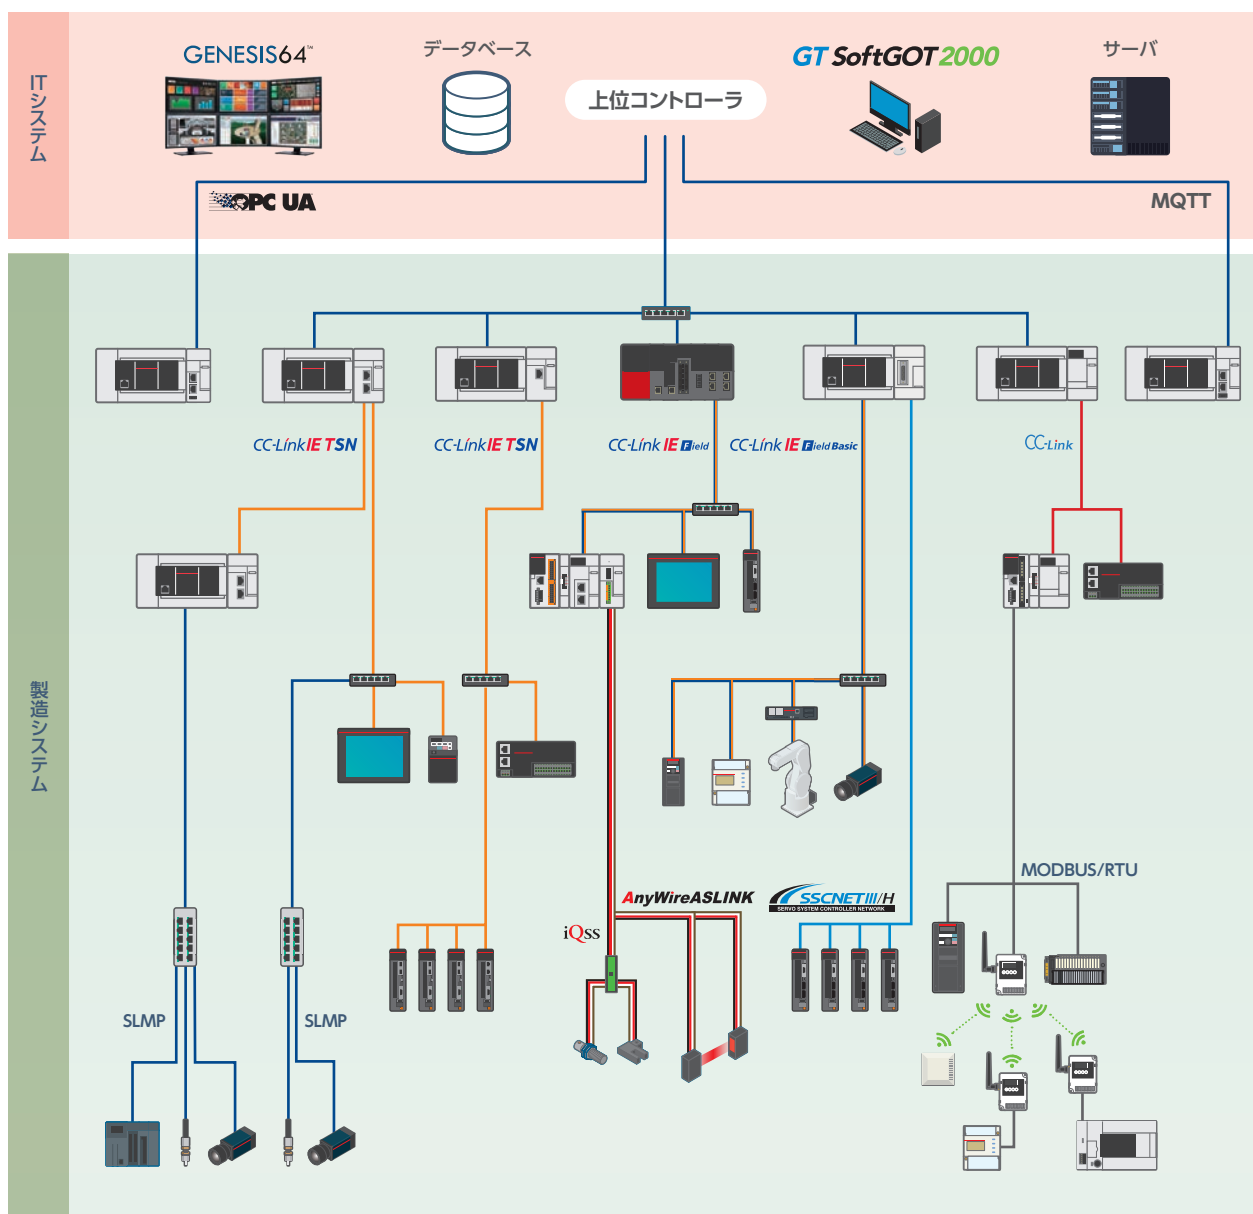 ITシステム
GENESIS64™
データベース
上位コントローラ
GT SoftGOT 2000
サーバ
OPC UA
MQTT
製造システム
CC-Link IE TSN
CC-Link IE TSN
CC-Link IE Field
CC-Link IE Field Basic
CC-Link
MODBUS/RTU
AnyWireASLINK
SSCNETⅢ/H
SERVO SYSTEM CONTROLLER NETWORK
iQss
SLMP
SLMP